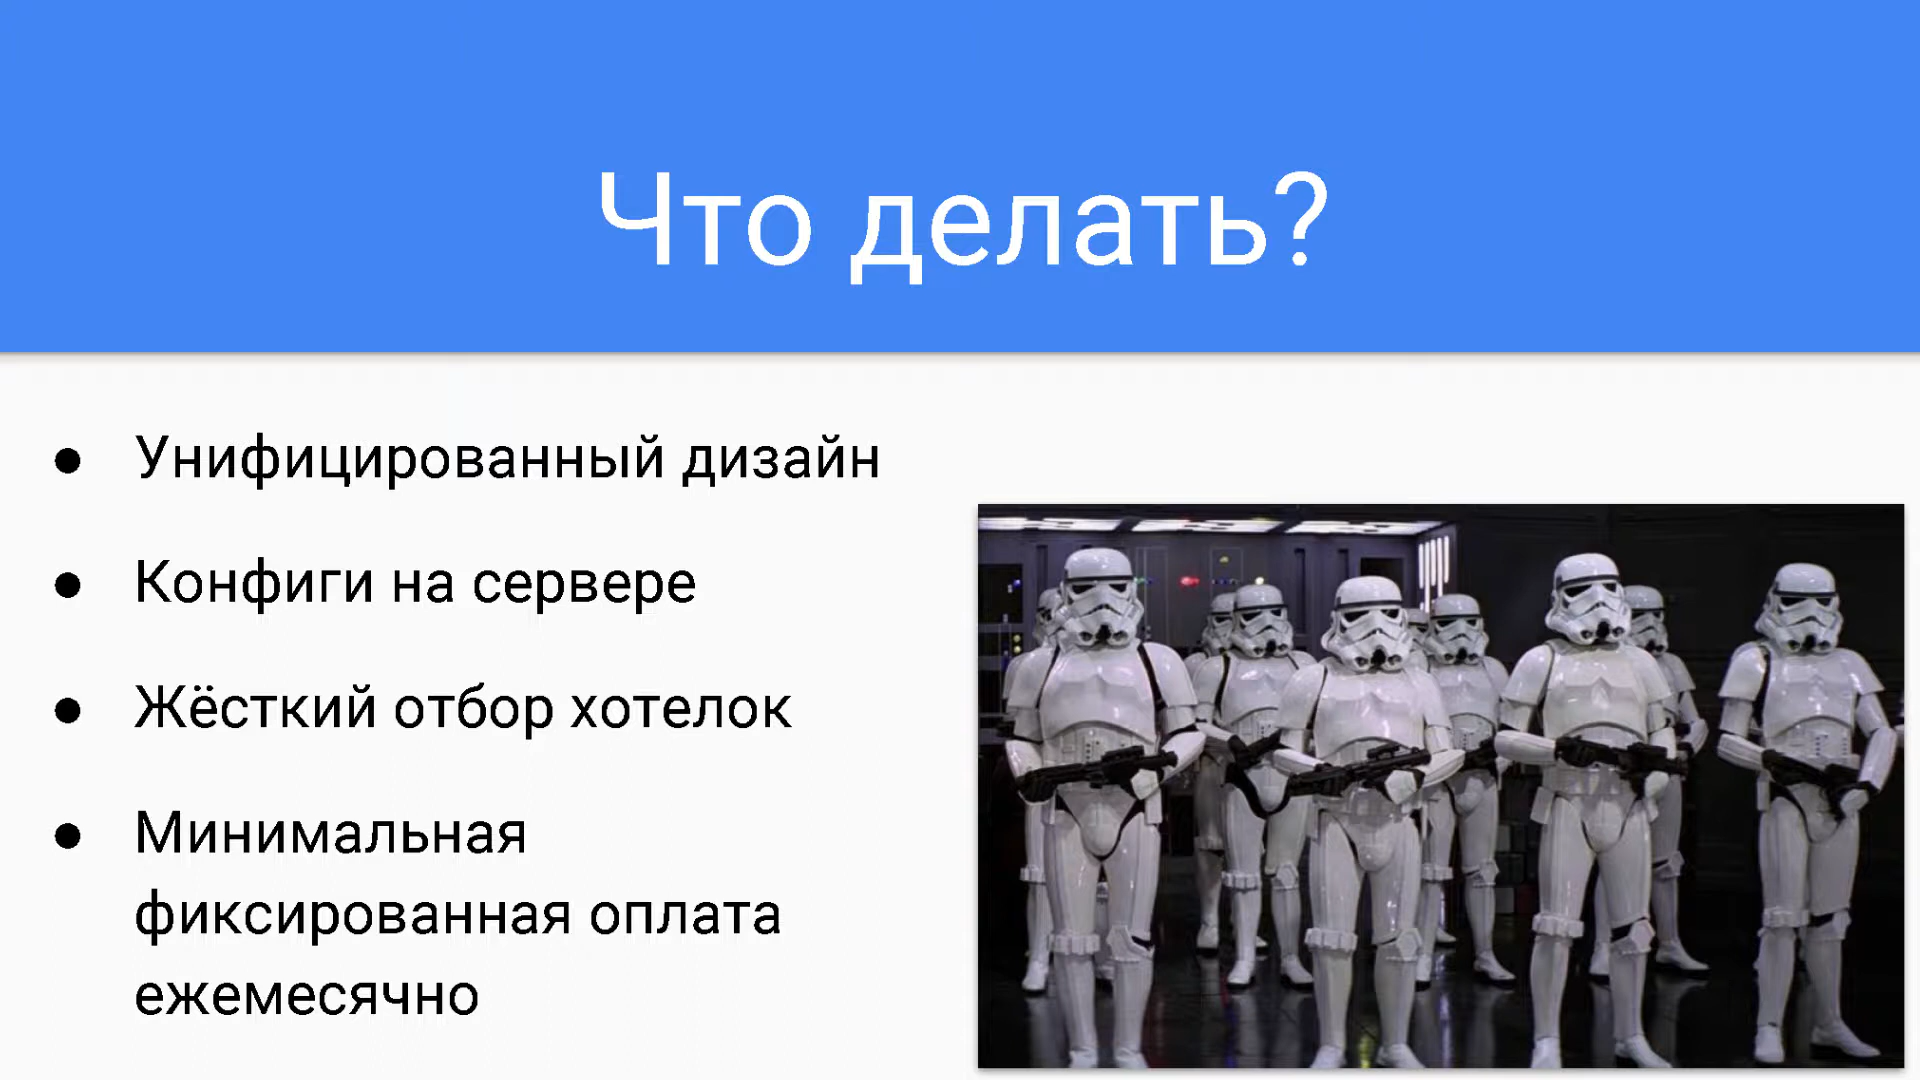 Что делать?
● Унифицированный дизайн
● Конфиги на сервере
● Жёсткий отбор хотелок
● Минимальная
фиксированная оплата
ежемесячно